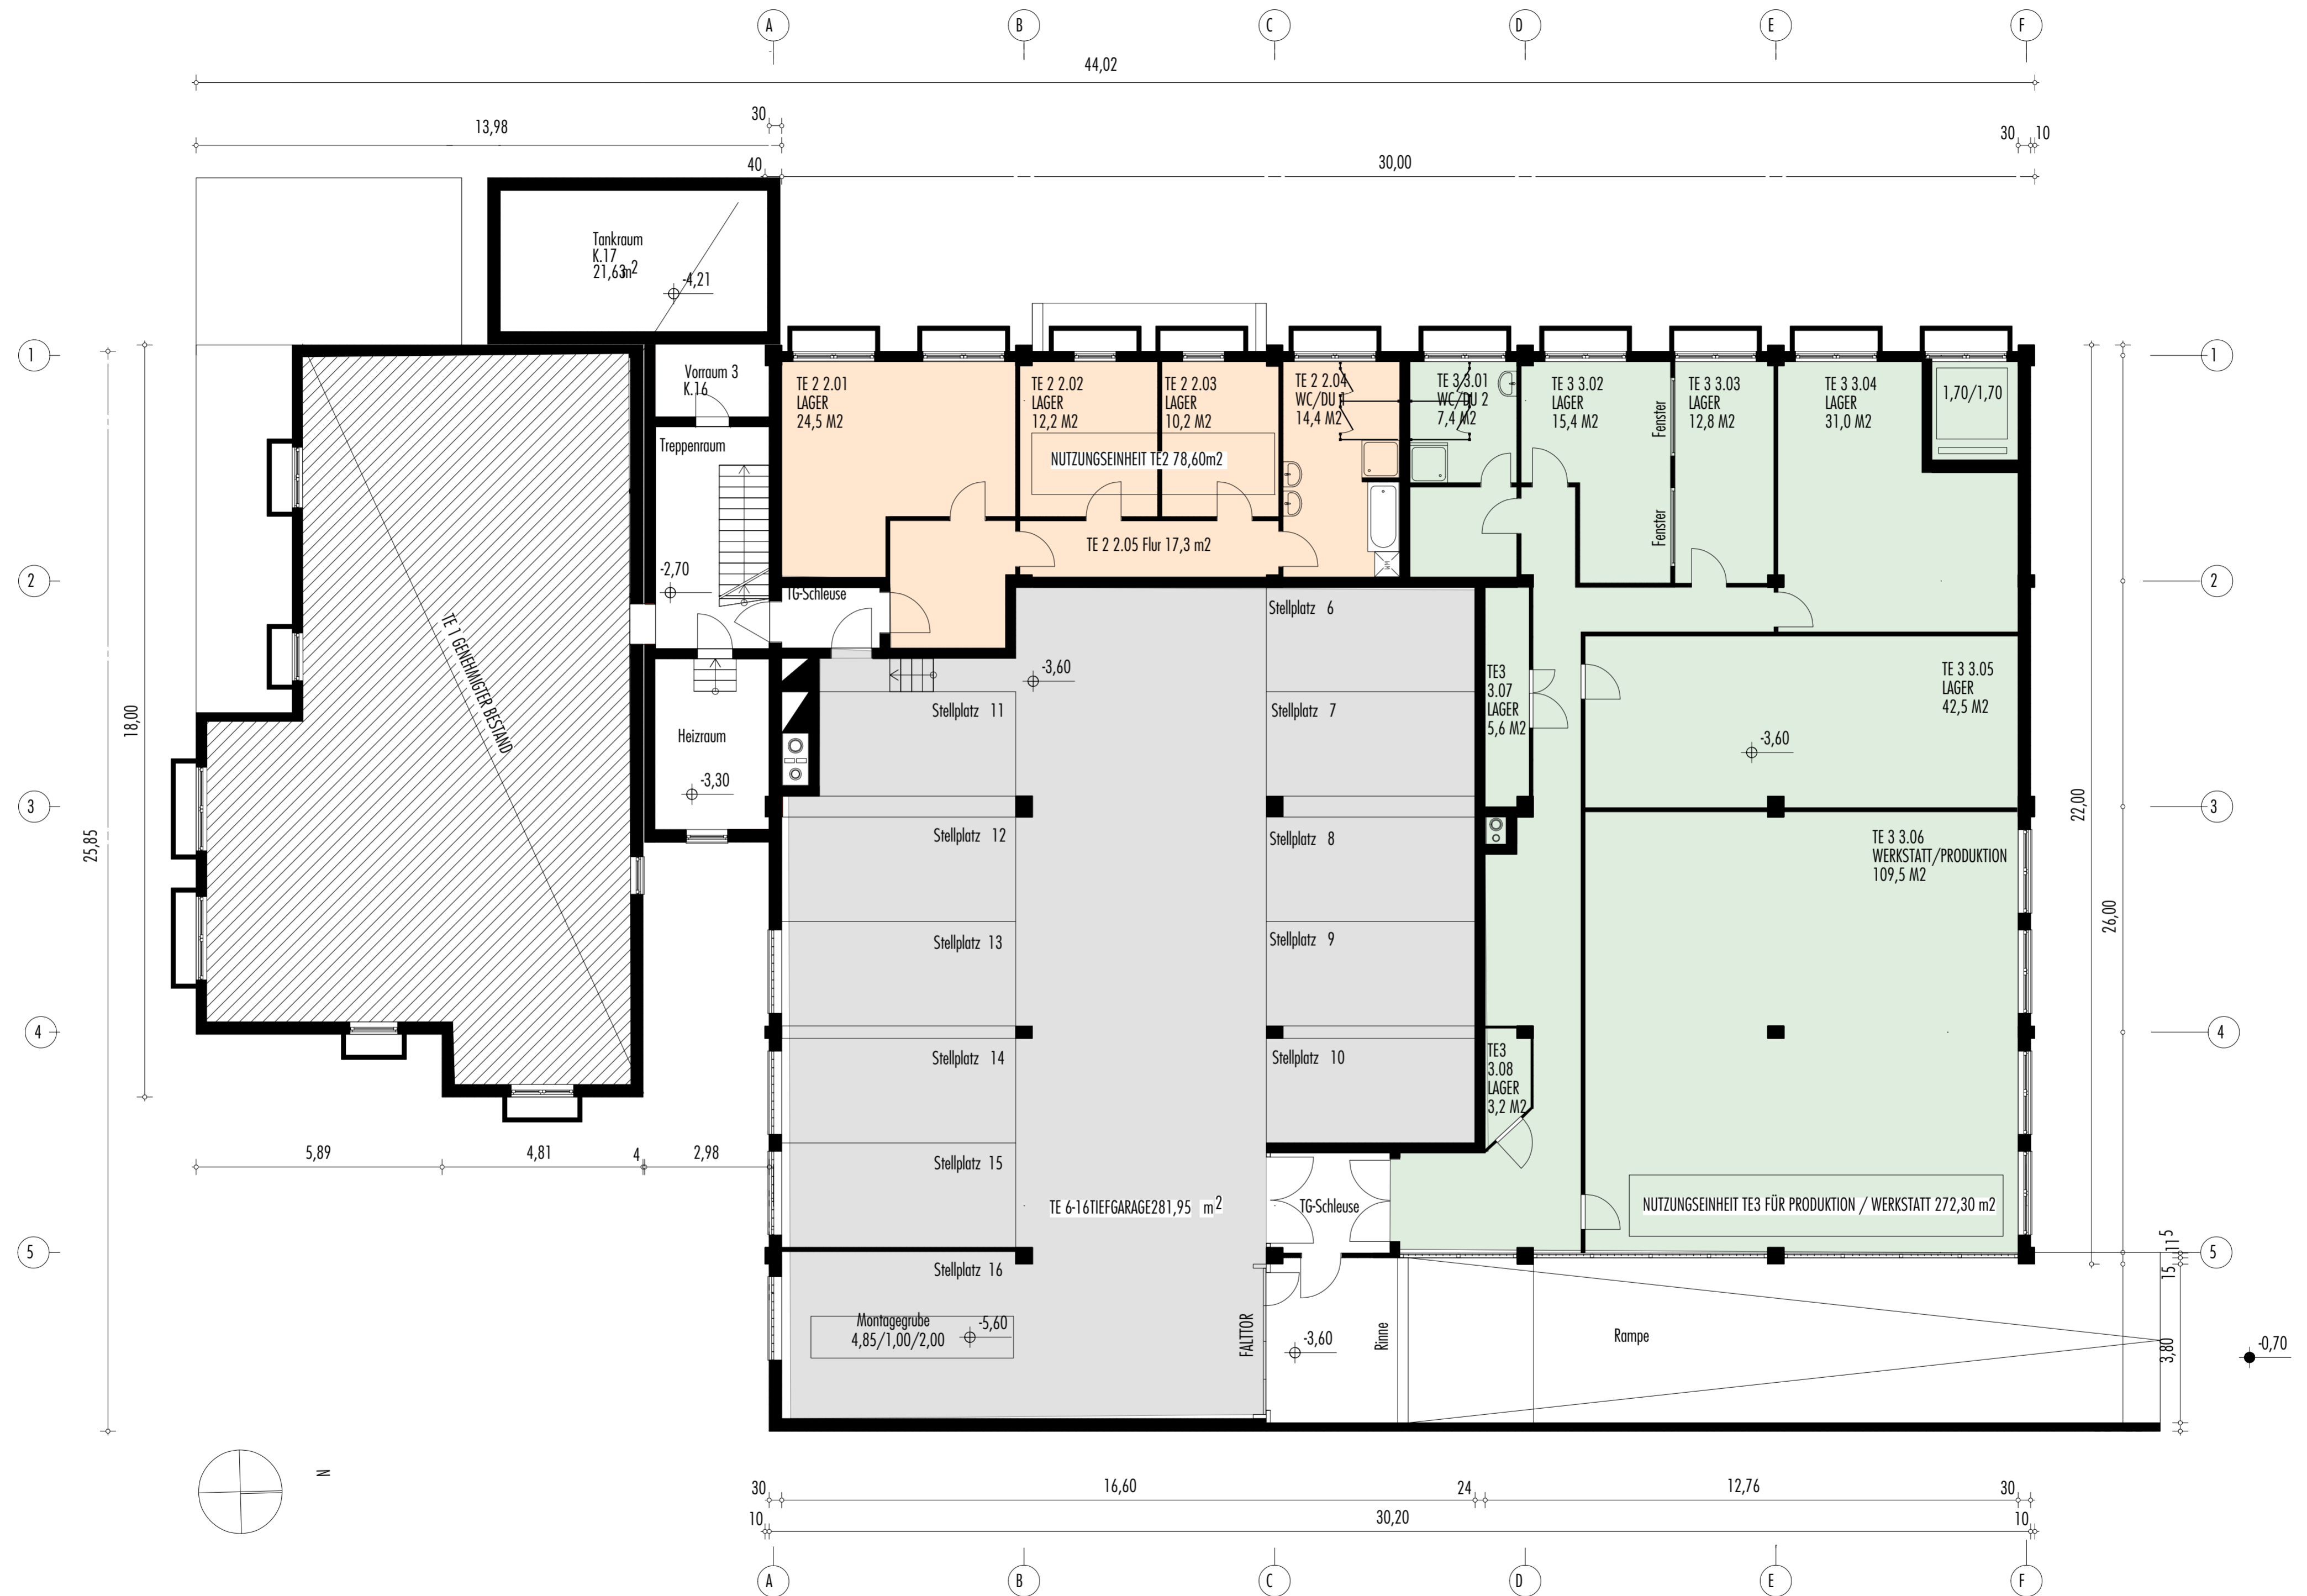 A B C D E F
44,02
13,98
30
30 10
40
30,00
Tankraum
K.17
21,63m2
-4,21
1
1
Vorraum 3
K.16
TE 2 2.01
LAGER
24,5 M2
TE 2 2.02
LAGER
12,2 M2
TE 2 2.03
LAGER
10,2 M2
TE 2 2.04
WC/DU 1
14,4 M2
TE 3 3.01
WC/DU 2
7,4 M2
TE 3 3.02
LAGER
15,4 M2
Fenster
Fenster
TE 3 3.03
LAGER
12,8 M2
TE 3 3.04
LAGER
31,0 M2
1,70/1,70
Treppenraum
NUTZUNGSEINHEIT TE2 78,60m2
TE 2 2.05 Flur 17,3 m2
WM
2
2
-2,70
TG-Schleuse
Stellplatz 6
TE 1 GENEHMIGTER BESTAND
-3,60
TE3
3.07
LAGER
5,6 M2
TE 3 3.05
LAGER
42,5 M2
Stellplatz 11
Stellplatz 7
18,00
Heizraum
-3,60
-3,30
3
3
22,00
25,85
Stellplatz 12
Stellplatz 8
TE 3 3.06
WERKSTATT/PRODUKTION
109,5 M2
26,00
Stellplatz 13
Stellplatz 9
4
4
Stellplatz 14
Stellplatz 10
TE3
3.08
LAGER
3,2 M2
5,89
4,81
4
2,98
Stellplatz 15
TE 6-16TIEFGARAGE281,95 m2
TG-Schleuse
NUTZUNGSEINHEIT TE3 FÜR PRODUKTION / WERKSTATT 272,30 m2
5
5
115
15
Stellplatz 16
Montagegrube
4,85/1,00/2,00
-5,60
FALTTOR
-3,60
Rinne
Rampe
3,80
-0,70
N
30
16,60
24
12,76
30
10
30,20
10
A B C D E F